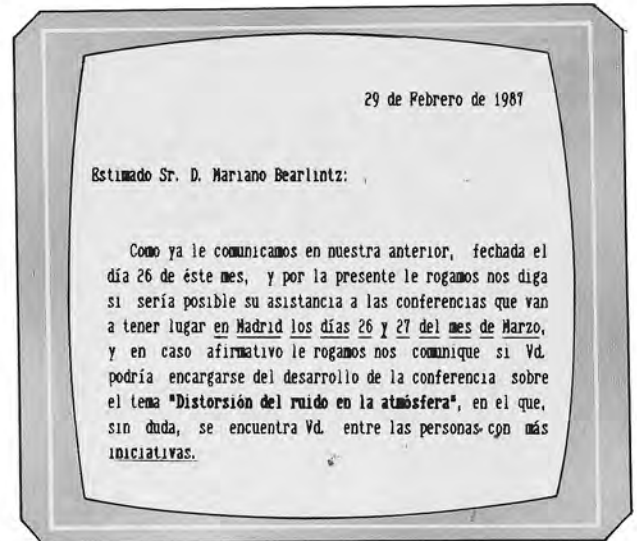 29 de Febrero de 1987
Estimado Sr. D. Mariano Bearlintz:
Como ya le comunicamos en nuestra anterior, fechada el
día 26 de éste mes, y por la presente le rogamos nos diga
si sería posible su asistancia a las conferencias que van
a tener lugar en Madrid los días 26 y 27 del mes de Marzo,
y en caso afirmativo le rogamos nos comunique si Vd.
podría encargarse del desarrollo de la conferencia sobre
el tema "Distorsión del ruido en la atmósfera", en el que,
sin duda, se encuentra Vd. entre las personas con más
iniciativas.